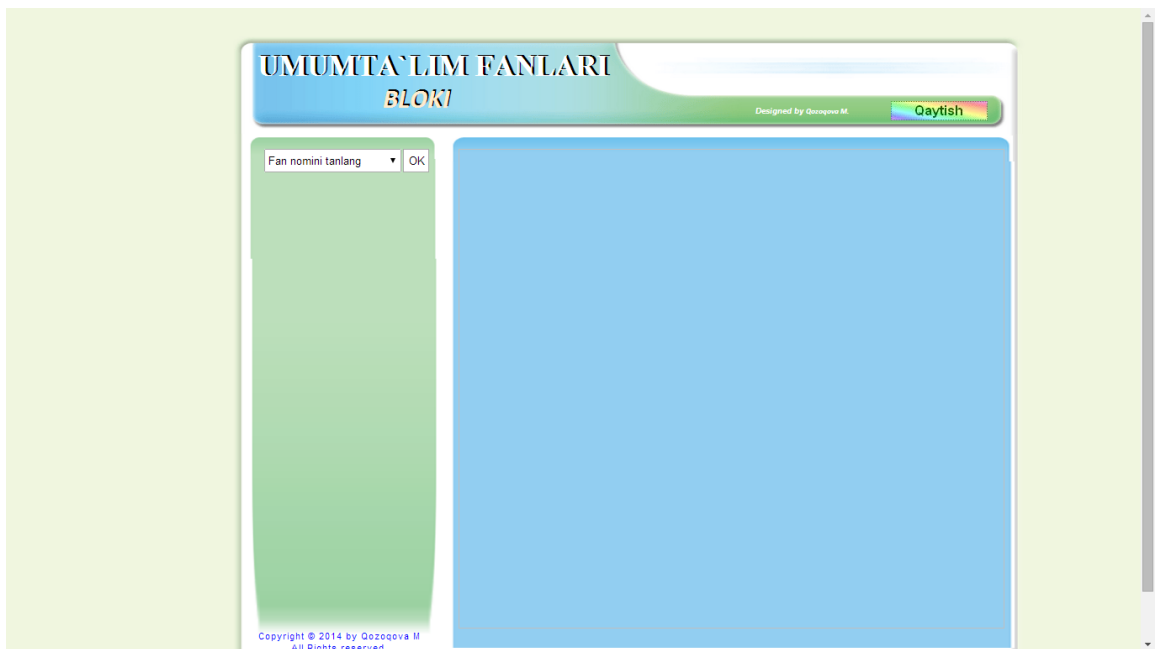 UMUMTA`LIM FANLARI
BLOKI
Designed by Qozoqova M.
Qaytish
Fan nomini tanlang
OK
Copyright © 2014 by Qozoqova M
All Rights reserved